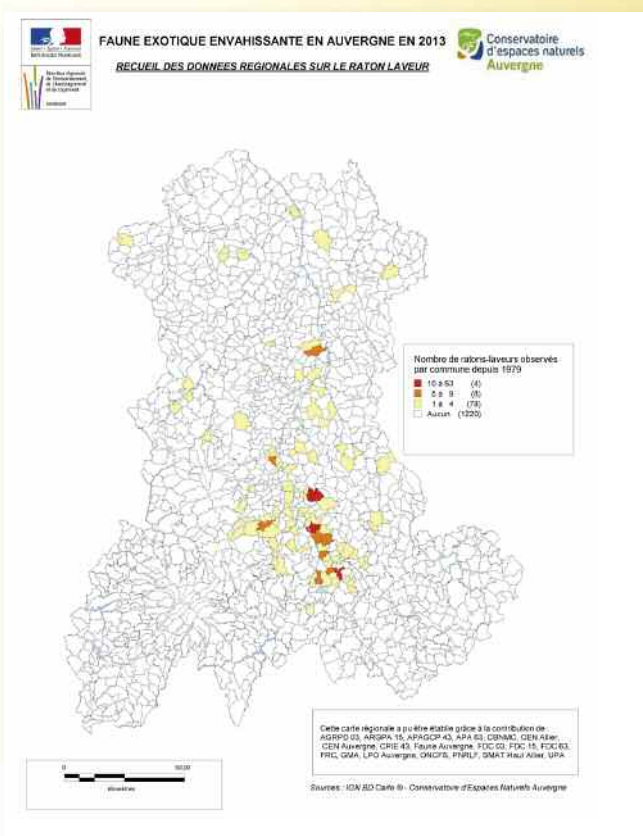 FAUNE EXOTIQUE ENVAHISSANTE EN AUVERGNE EN 2013
RECUEIL DES DONNEES REGIONALES SUR LE RATON LAVEUR
Conservatoire
d'espaces naturels
Auvergne
Nombre de ratons-laveurs observés
par commune depuis 1979
10 à 63 (4)
1 à 4
Aucun (1220)
0
kilomètres
Cette carte régionale a pu être établie grâce à la contribution de
AGRPD 03, ARGPA 15, APAGCP 43, APA 63, CBNMC, CEN Allier,
CEN Auvergne, CPIE 43, Faune Auvergne, FDC 03, FDC 15, FDC 63,
FRC, GMA, LPO Auvergne, ONCFS, PNRLF, SMAT Haut Allier, UPA
Sources : IGN BD Carto ® - Conservatoire d'Espaces Naturels Auvergne